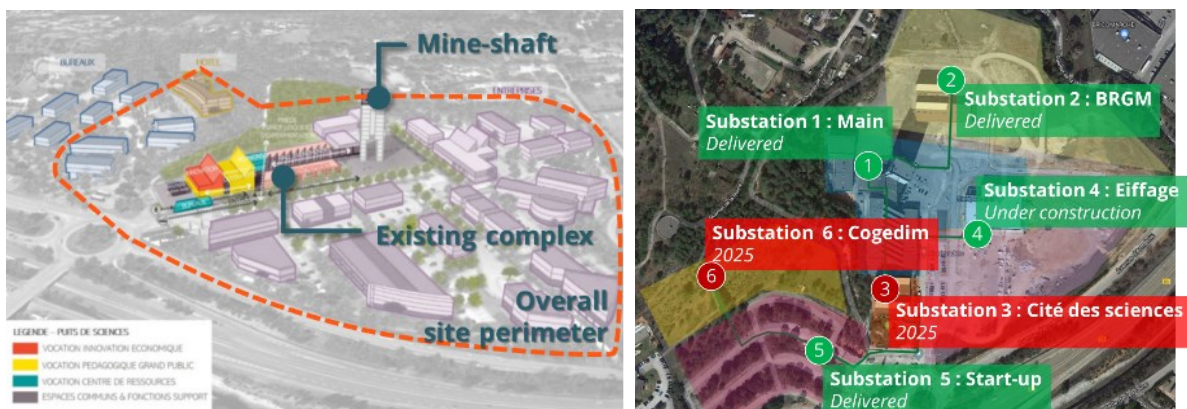 Mine-shaft
BUREAUX
HOTEL
ENTREPRISES
Existing complex
Overall
site perimeter
LEGENDE - PUITS DE SCIENCES
VOCATION INNOVATION ECONOMIQUE
VOCATION PEDAGOGIQUE GRAND PUBLIC
VOCATION CENTRE DE RESSOURCES
ESPACES COMMUNS & FONCTIONS SUPPORT
2
Substation 2 : BRGM
Delivered
Substation 1 : Main
Delivered
1
Substation 4 : Eiffage
Under construction
4
Substation 6 : Cogedim
2025
6
3
Substation 3 : Cité des sciences
2025
5
Substation 5 : Start-up
Delivered